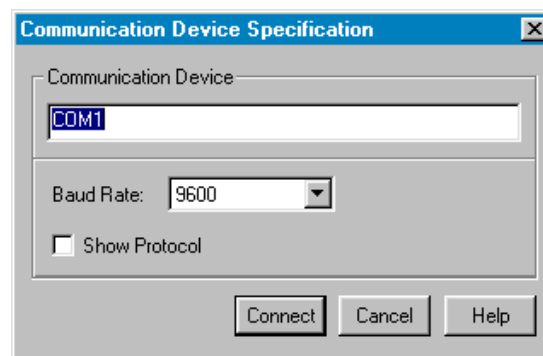 Communication Device Specification
Communication Device
COM1
Baud Rate: 9600
Show Protocol
Connect Cancel Help